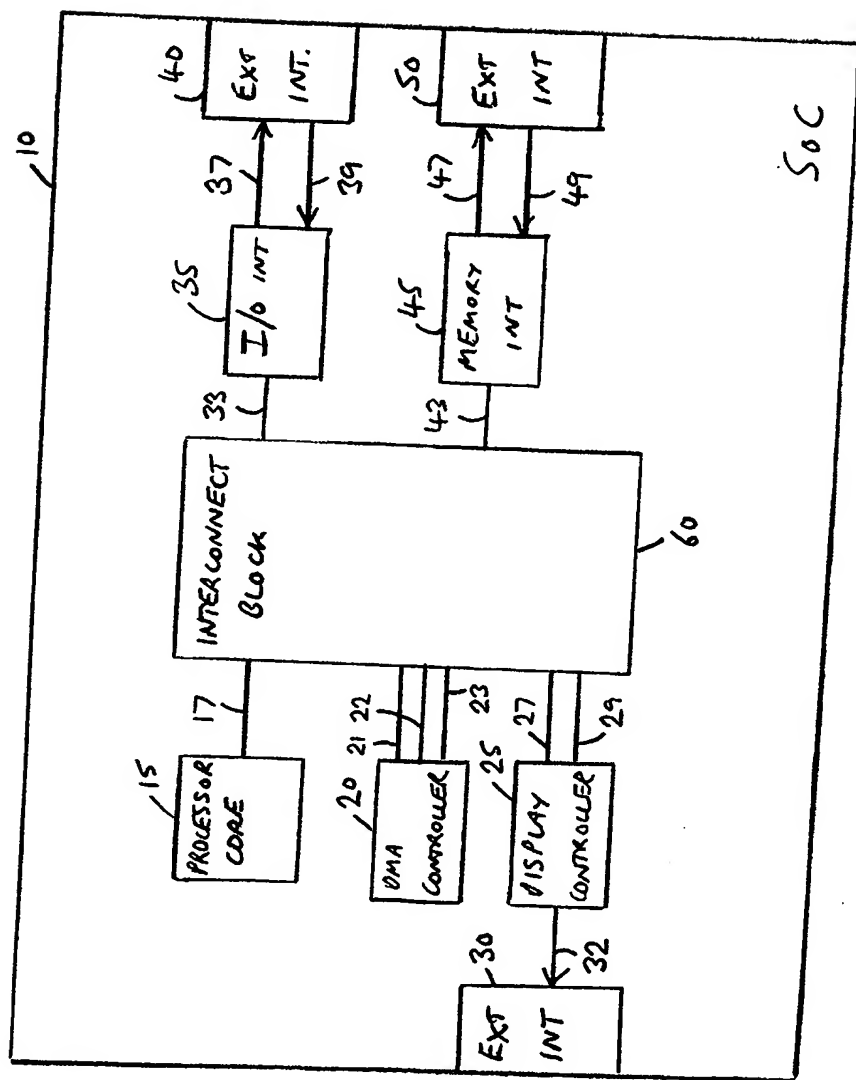 10
40
EXT
INT.
50
EXT
INT
37
39
47
49
35
I/O INT
45
MEMORY
INT
SoC
33
43
INTERCONNECT
BLOCK
60
17
21
22
23
27
29
15
PROCESSOR
CORE
20
DMA
CONTROLLER
25
DISPLAY
CONTROLLER
30
32
EXT
INT